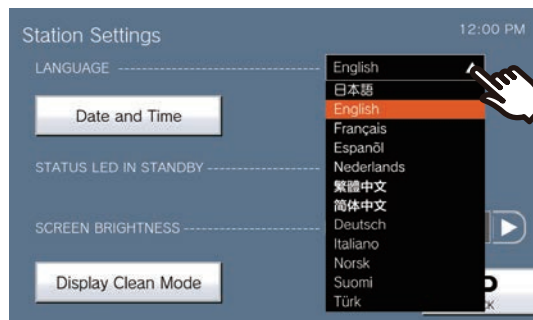 Station Settings
12:00 PM
LANGUAGE
English
日本語
English
Date and Time
Français
Espanõl
STATUS LED IN STANDBY
Nederlands
繁體中文
简体中文
SCREEN BRIGHTNESS
Deutsch
Italiano
Norsk
Display Clean Mode
Suomi
Türk